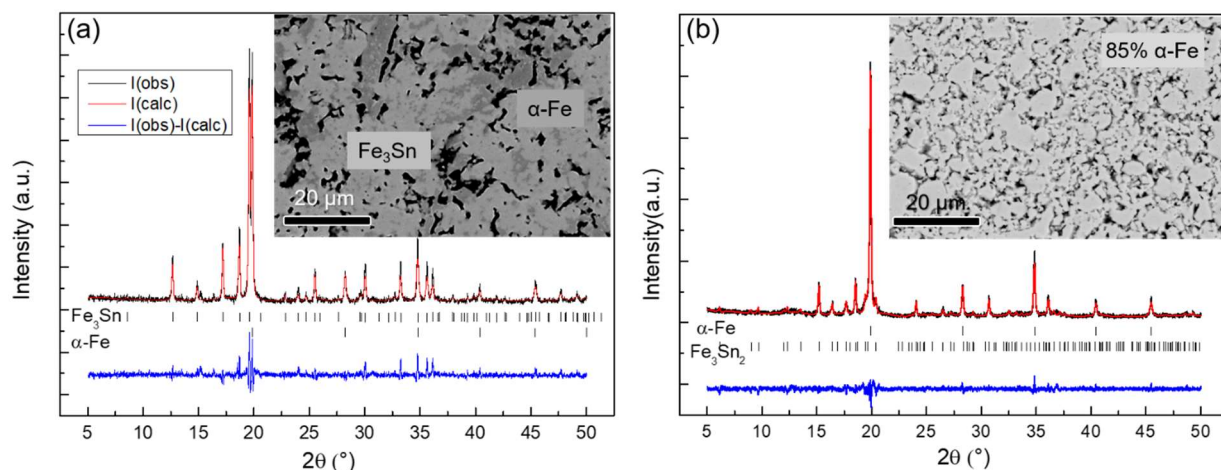 (a)
I(obs)
I(calc)
I(obs)-I(calc)
α-Fe
Fe₃Sn
20 µm
Intensity (a.u.)
Fe₃Sn
α-Fe
5 10 15 20 25 30 35 40 45 50
2θ (°)
(b)
85% α-Fe
20 µm
Intensity(a.u.)
α-Fe
Fe₃Sn₂
5 10 15 20 25 30 35 40 45 50
2θ (°)